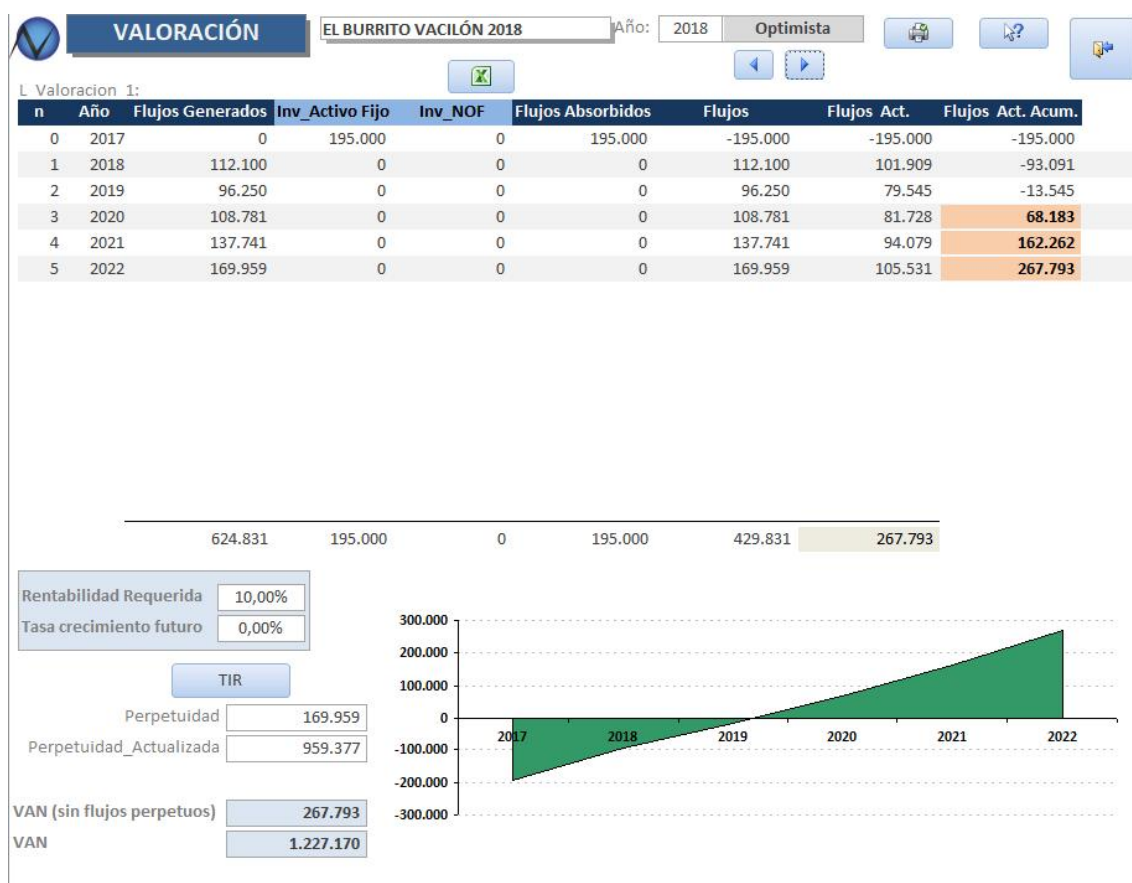 VALORACIÓN EL BURRITO VACILÓN 2018 Año: 2018 Optimista
L Valoracion 1:
n Año Flujos Generados Inv_Activo Fijo Inv_NOF Flujos Absorbidos Flujos Flujos Act. Flujos Act. Acum.
0 2017 0 195.000 0 195.000 -195.000 -195.000 -195.000
1 2018 112.100 0 0 0 112.100 101.909 -93.091
2 2019 96.250 0 0 0 96.250 79.545 -13.545
3 2020 108.781 0 0 0 108.781 81.728 68.183
4 2021 137.741 0 0 0 137.741 94.079 162.262
5 2022 169.959 0 0 0 169.959 105.531 267.793
624.831 195.000 0 195.000 429.831 267.793
Rentabilidad Requerida 10,00%
Tasa crecimiento futuro 0,00%
TIR
Perpetuidad 169.959
Perpetuidad_Actualizada 959.377
VAN (sin flujos perpetuos) 267.793
VAN 1.227.170
300.000
200.000
100.000
0
2017 2018 2019 2020 2021 2022
-100.000
-200.000
-300.000